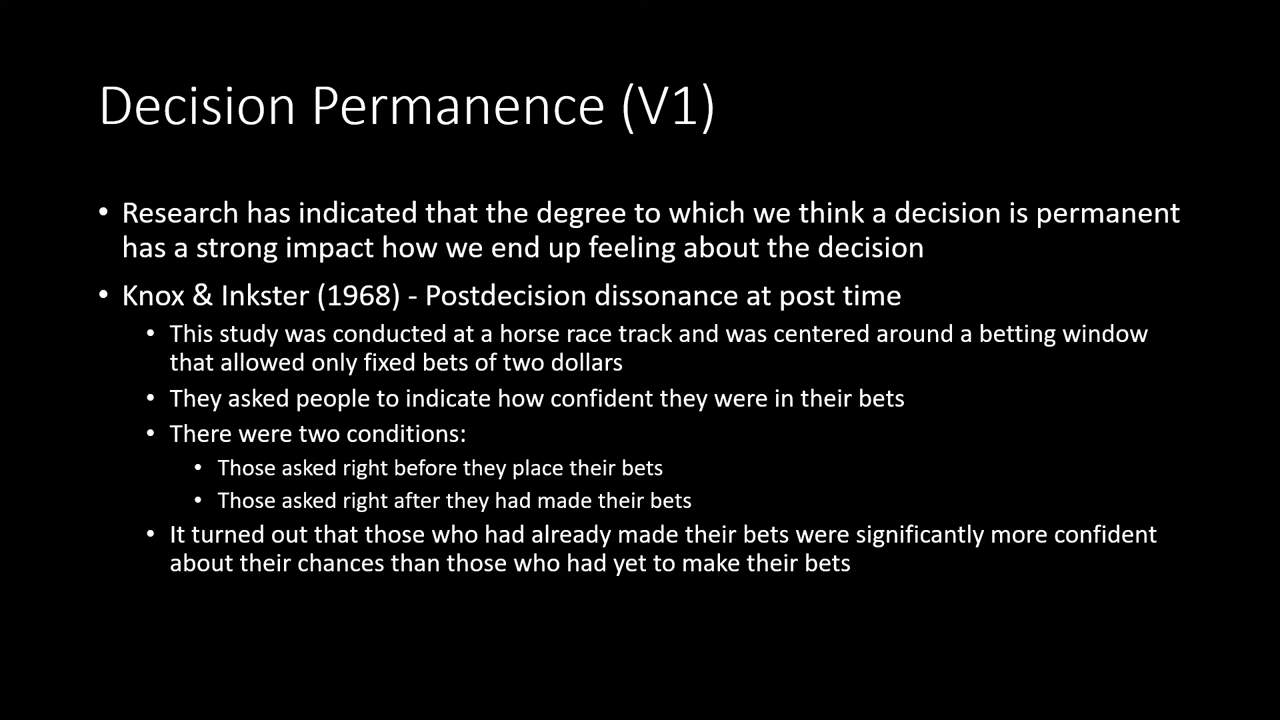 Decision Permanence (V1)
• Research has indicated that the degree to which we think a decision is permanent
has a strong impact how we end up feeling about the decision
• Knox & Inkster (1968) - Postdecision dissonance at post time
• This study was conducted at a horse race track and was centered around a betting window
that allowed only fixed bets of two dollars
• They asked people to indicate how confident they were in their bets
• There were two conditions:
• Those asked right before they place their bets
• Those asked right after they had made their bets
• It turned out that those who had already made their bets were significantly more confident
about their chances than those who had yet to make their bets